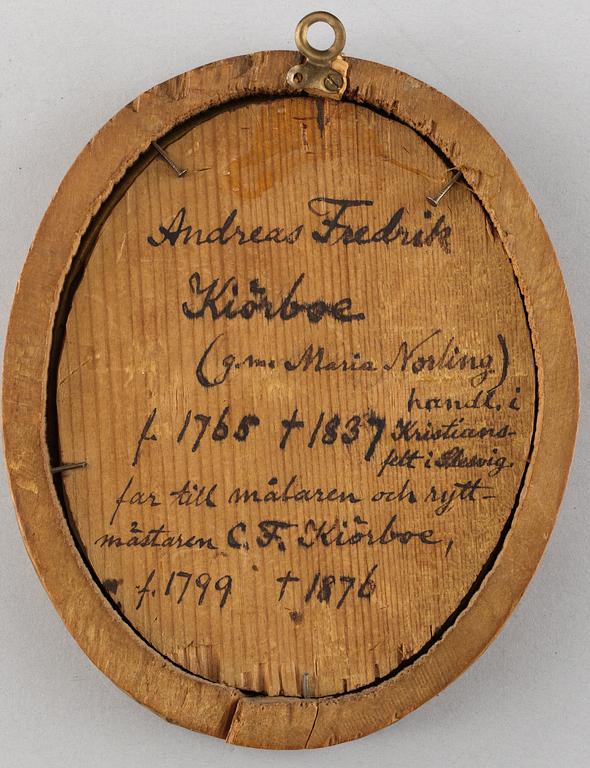 Andreas Fredrik
Kiörboe
(g.m. Maria Norling)
handl. i
f. 1765 † 1837 Kristians-
felt i Slesvig.
far till målaren och rytt-
mästaren C. F. Kiörboe,
f. 1799 † 1876